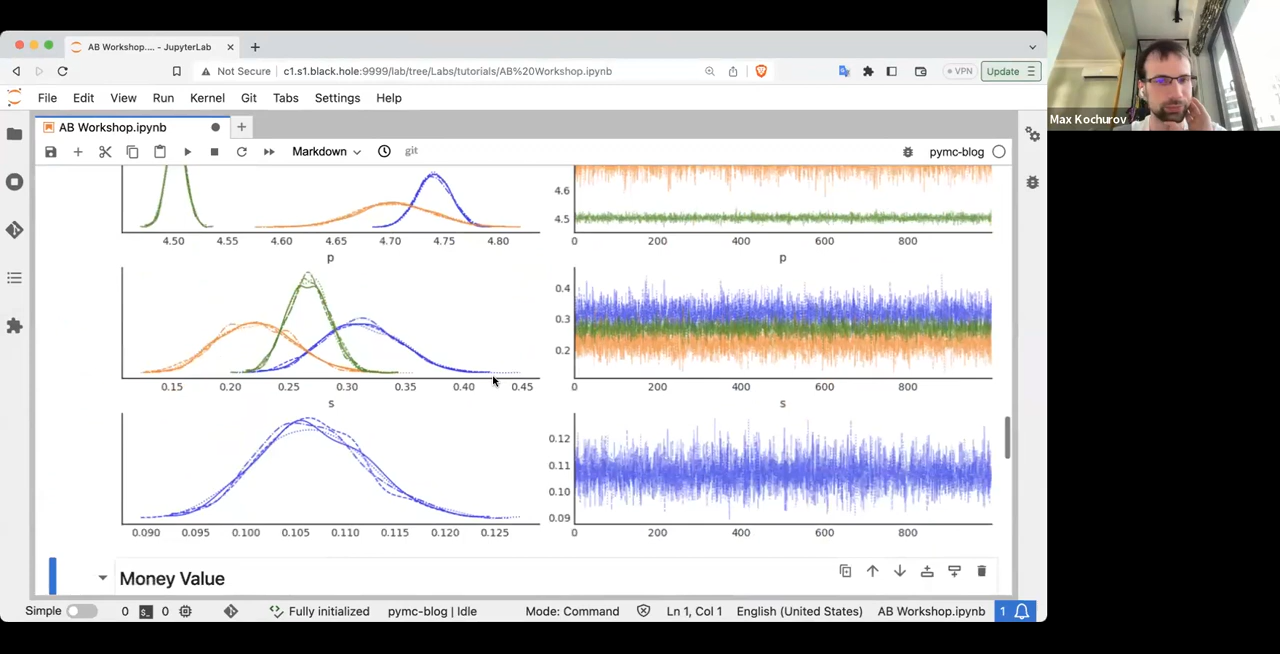 AB Workshop.... - JupyterLab
Not Secure c1.s1.black.hole:9999/lab/tree/Labs/tutorials/AB%20Workshop.ipynb
VPN
Update
Max Kochurov
File Edit View Run Kernel Git Tabs Settings Help
AB Workshop.ipynb
Markdown
git
pymc-blog
4.6
4.5
4.50 4.55 4.60 4.65 4.70 4.75 4.80
0 200 400 600 800
p
p
0.4
0.3
0.2
0.15 0.20 0.25 0.30 0.35 0.40 0.45
0 200 400 600 800
s
s
0.12
0.11
0.10
0.09
0.090 0.095 0.100 0.105 0.110 0.115 0.120 0.125
0 200 400 600 800
Money Value
Simple 0 0 Fully initialized pymc-blog | Idle Mode: Command Ln 1, Col 1 English (United States) AB Workshop.ipynb 1